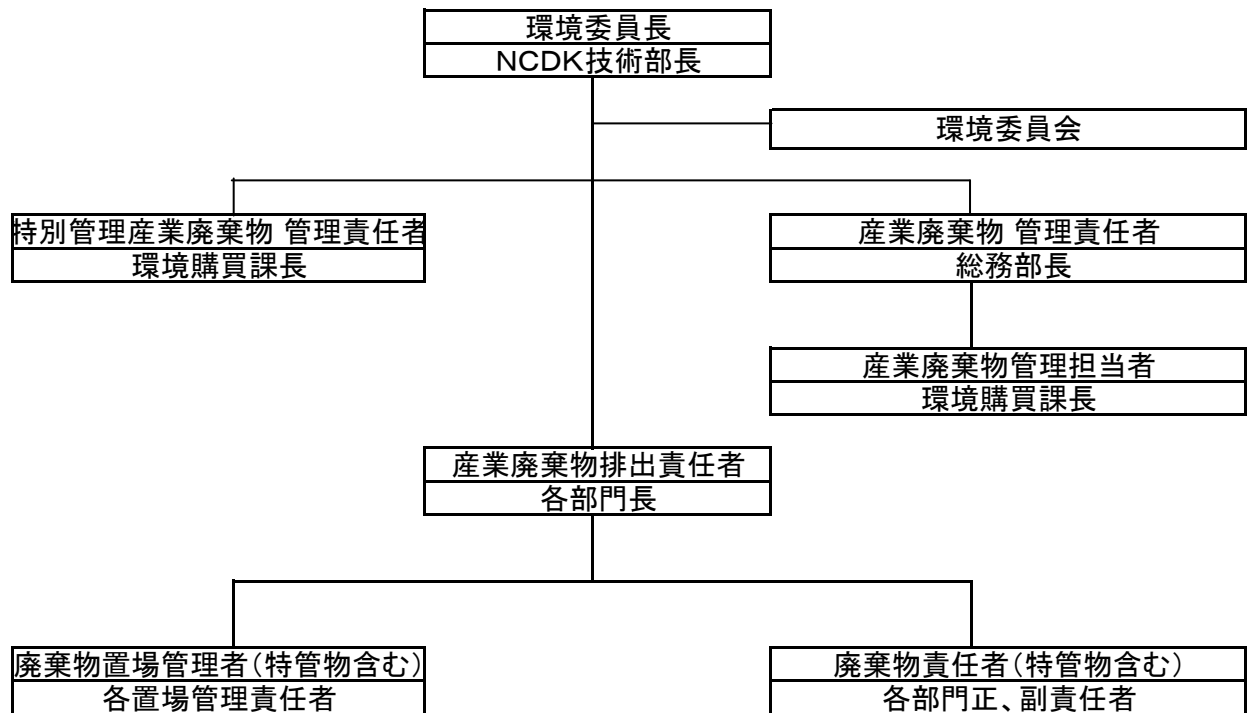 環境委員長
NCDK技術部長
環境委員会
特別管理産業廃棄物 管理責任者
環境購買課長
産業廃棄物 管理責任者
総務部長
産業廃棄物管理担当者
環境購買課長
産業廃棄物排出責任者
各部門長
廃棄物置場管理者(特管物含む)
各置場管理責任者
廃棄物責任者(特管物含む)
各部門正、副責任者